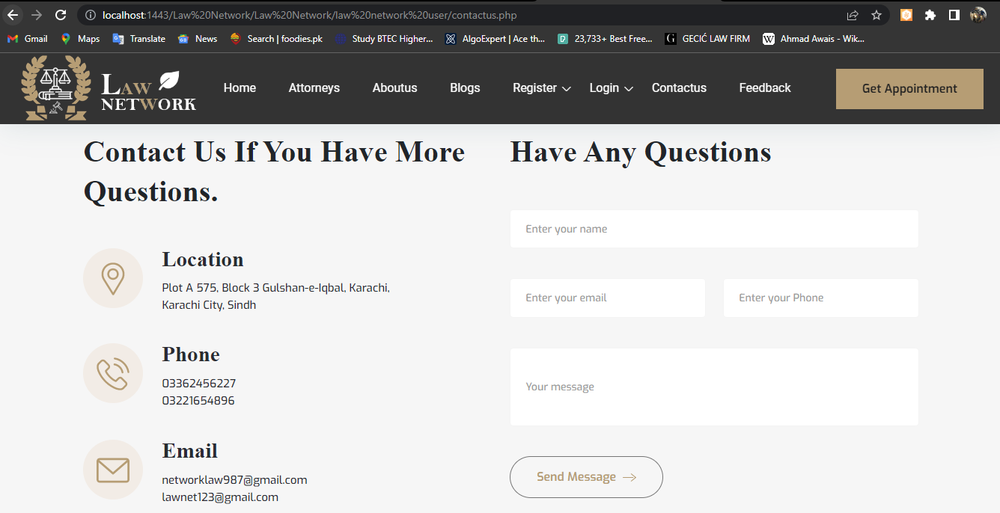 localhost:1443/Law%20Network/Law%20Network/law%20network%20user/contactus.php
Gmail Maps Translate News Search | foodies.pk Study BTEC Higher... AlgoExpert | Ace th... 23,733+ Best Free... G GECIĆ LAW FIRM W Ahmad Awais - Wik...
LAW
NETWORK
Home Attorneys Aboutus Blogs Register Login Contactus Feedback Get Appointment
Contact Us If You Have More
Questions.
Location
Plot A 575, Block 3 Gulshan-e-Iqbal, Karachi,
Karachi City, Sindh
Phone
03362456227
03221654896
Email
networklaw987@gmail.com
lawnet123@gmail.com
Have Any Questions
Enter your name
Enter your email Enter your Phone
Your message
Send Message